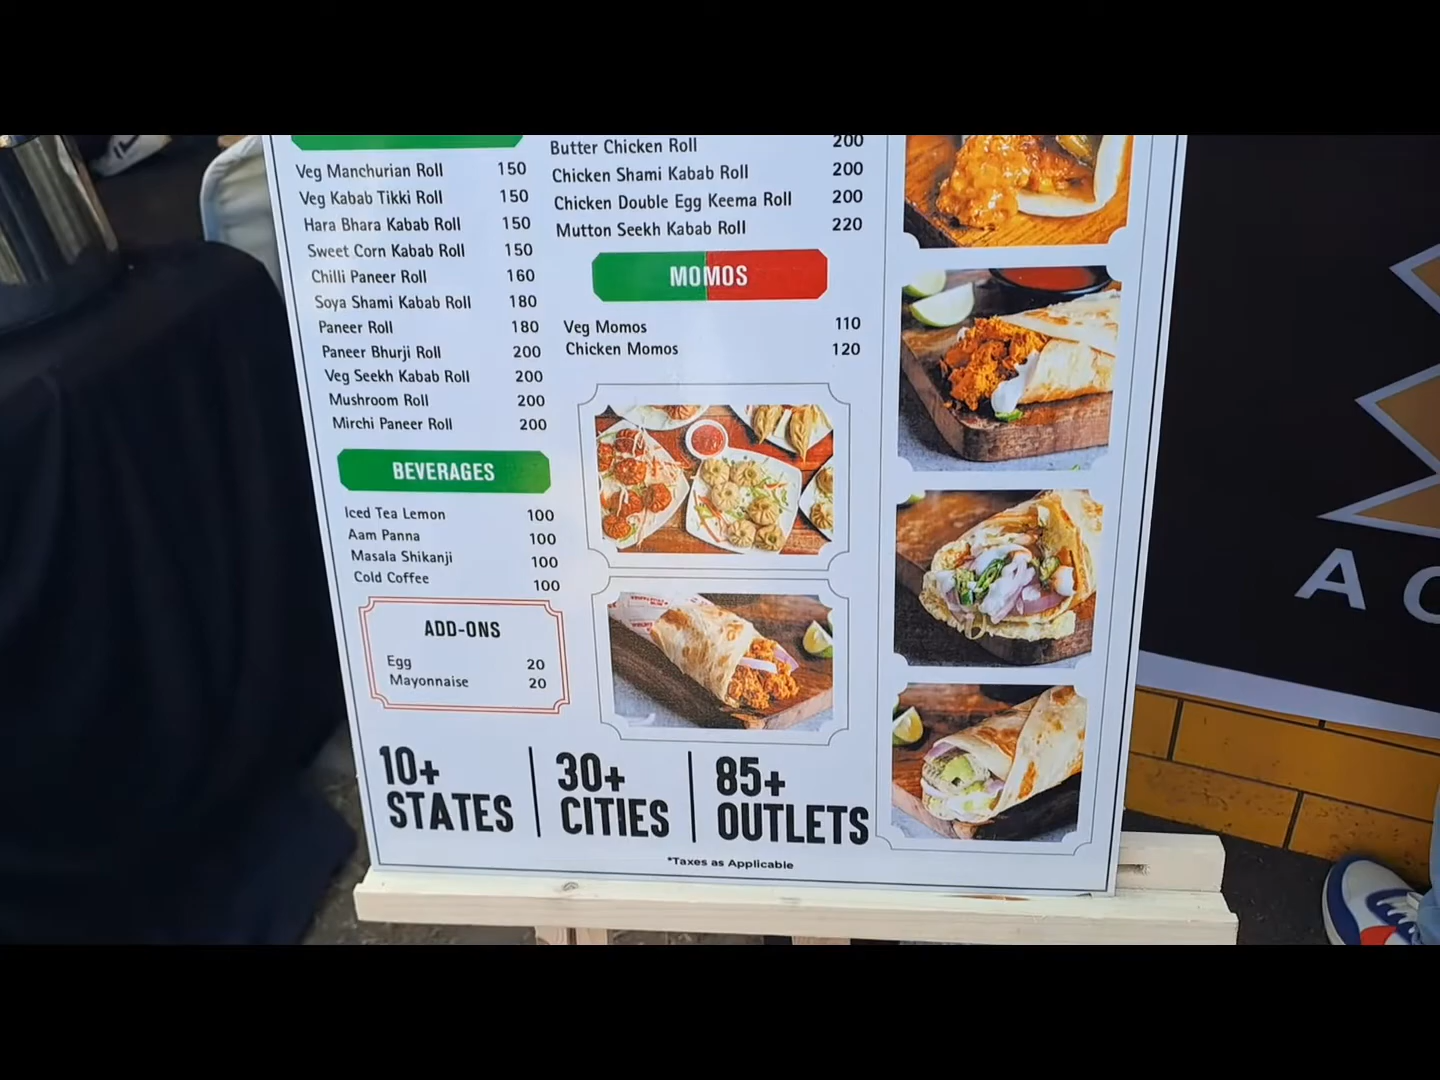 Veg Manchurian Roll 150
Veg Kabab Tikki Roll 150
Hara Bhara Kabab Roll 150
Sweet Corn Kabab Roll 150
Chilli Paneer Roll 160
Soya Shami Kabab Roll 180
Paneer Roll 180
Paneer Bhurji Roll 200
Veg Seekh Kabab Roll 200
Mushroom Roll 200
Mirchi Paneer Roll 200
BEVERAGES
Iced Tea Lemon 100
Aam Panna 100
Masala Shikanji 100
Cold Coffee 100
ADD-ONS
Egg 20
Mayonnaise 20
Butter Chicken Roll 200
Chicken Shami Kabab Roll 200
Chicken Double Egg Keema Roll 200
Mutton Seekh Kabab Roll 220
MOMOS
Veg Momos 110
Chicken Momos 120
10+ STATES
30+ CITIES
85+ OUTLETS
*Taxes as Applicable